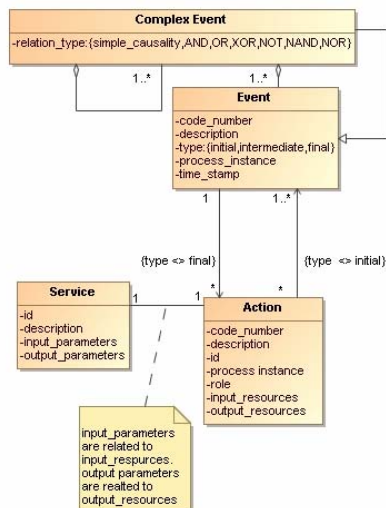 Complex Event
-relation_type:{simple_causality,AND,OR,XOR,NOT,NAND,NOR}
1..*
1..*
Event
-code_number
-description
-type:{initial,intermediate,final}
-process_instance
-time_stamp
1
1..*
{type <> final}
{type <> initial}
*
*
Service
-id
-description
-input_parameters
-output_parameters
1
1
Action
-code_number
-description
-id
-process instance
-role
-input_resources
-output_resources
input_parameters
are related to
input_respurces.
output parameters
are realted to
output_resources